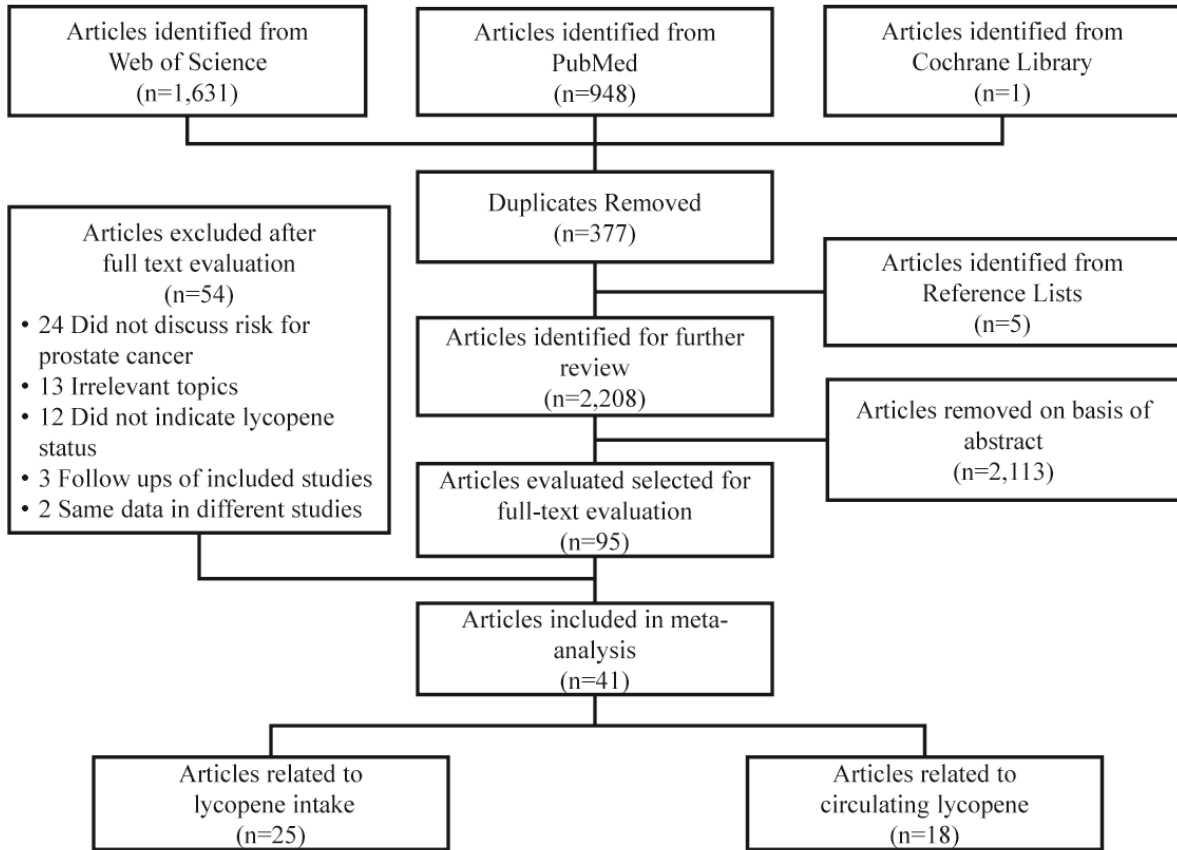 Articles identified from
Web of Science
(n=1,631)
Articles identified from
PubMed
(n=948)
Articles identified from
Cochrane Library
(n=1)
Duplicates Removed
(n=377)
Articles excluded after
full text evaluation
(n=54)
• 24 Did not discuss risk for
prostate cancer
• 13 Irrelevant topics
• 12 Did not indicate lycopene
status
• 3 Follow ups of included studies
• 2 Same data in different studies
Articles identified from
Reference Lists
(n=5)
Articles identified for further
review
(n=2,208)
Articles removed on basis of
abstract
(n=2,113)
Articles evaluated selected for
full-text evaluation
(n=95)
Articles included in meta-
analysis
(n=41)
Articles related to
lycopene intake
(n=25)
Articles related to
circulating lycopene
(n=18)